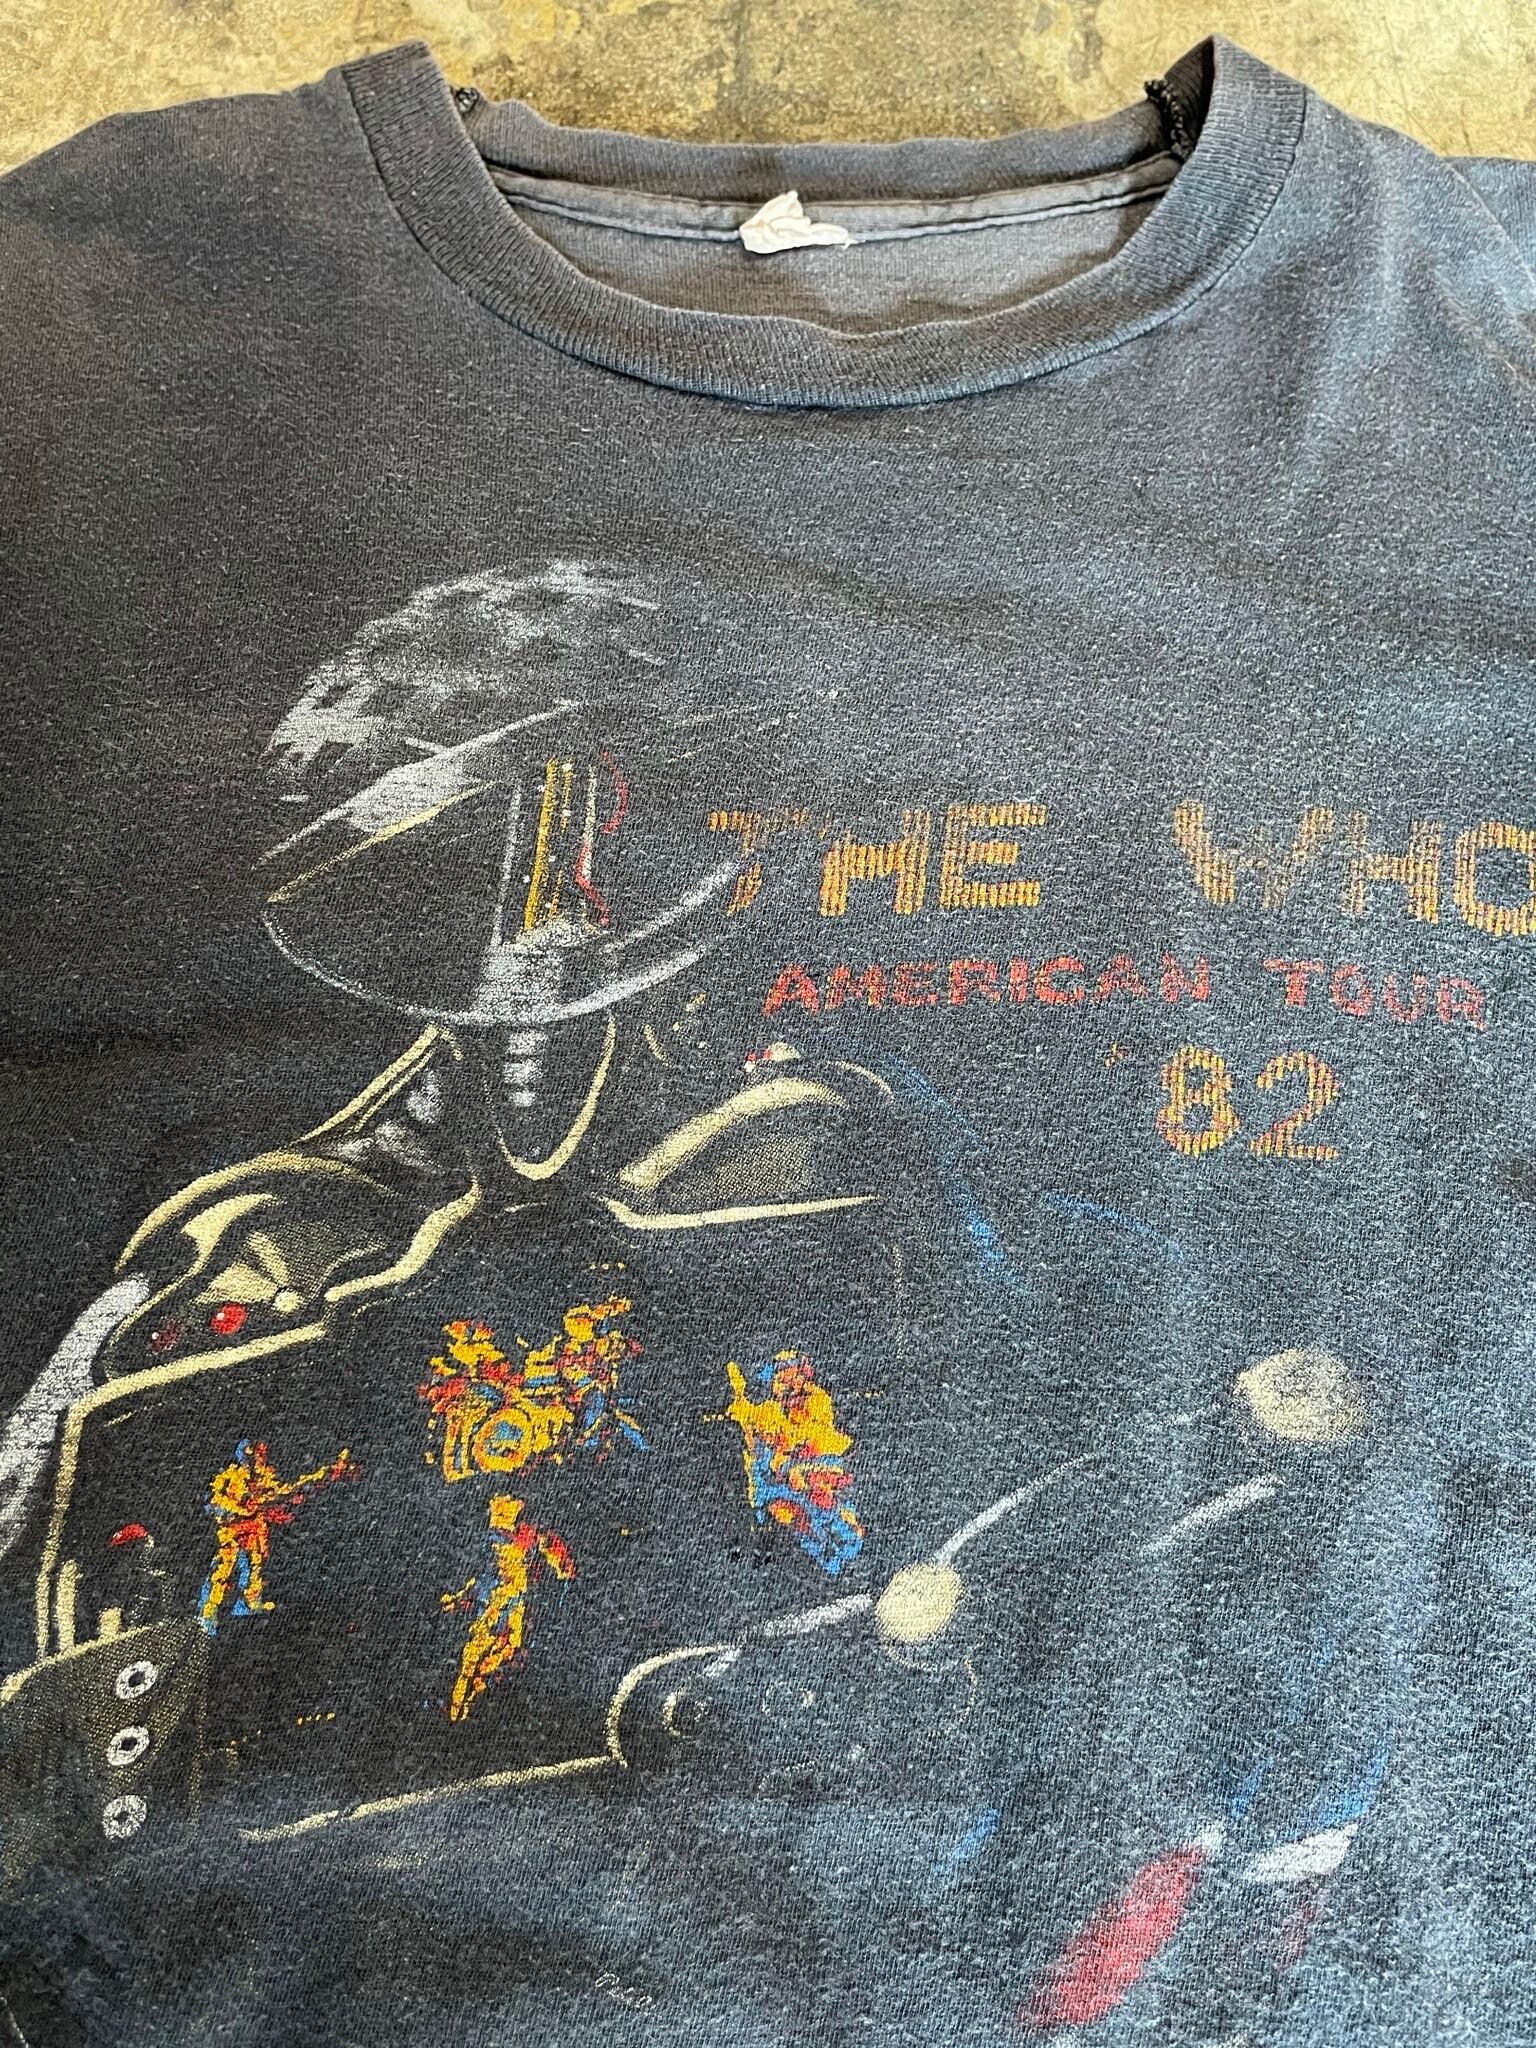 THE WHO
AMERICAN TOUR
'82